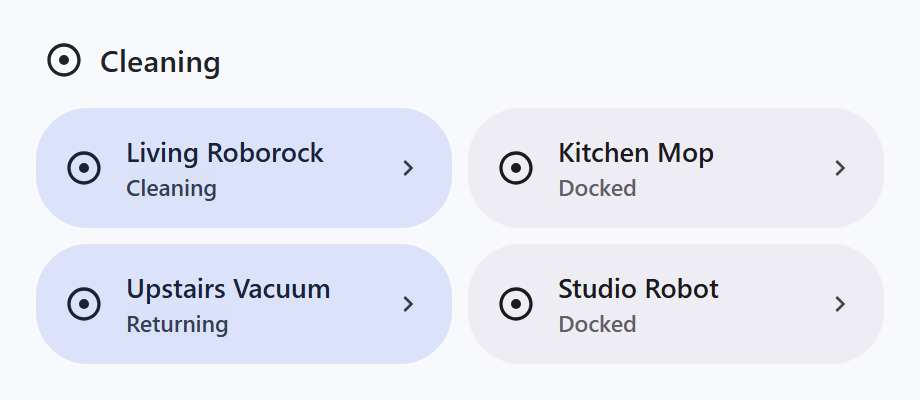 Cleaning
Living Roborock
Cleaning
Kitchen Mop
Docked
Upstairs Vacuum
Returning
Studio Robot
Docked